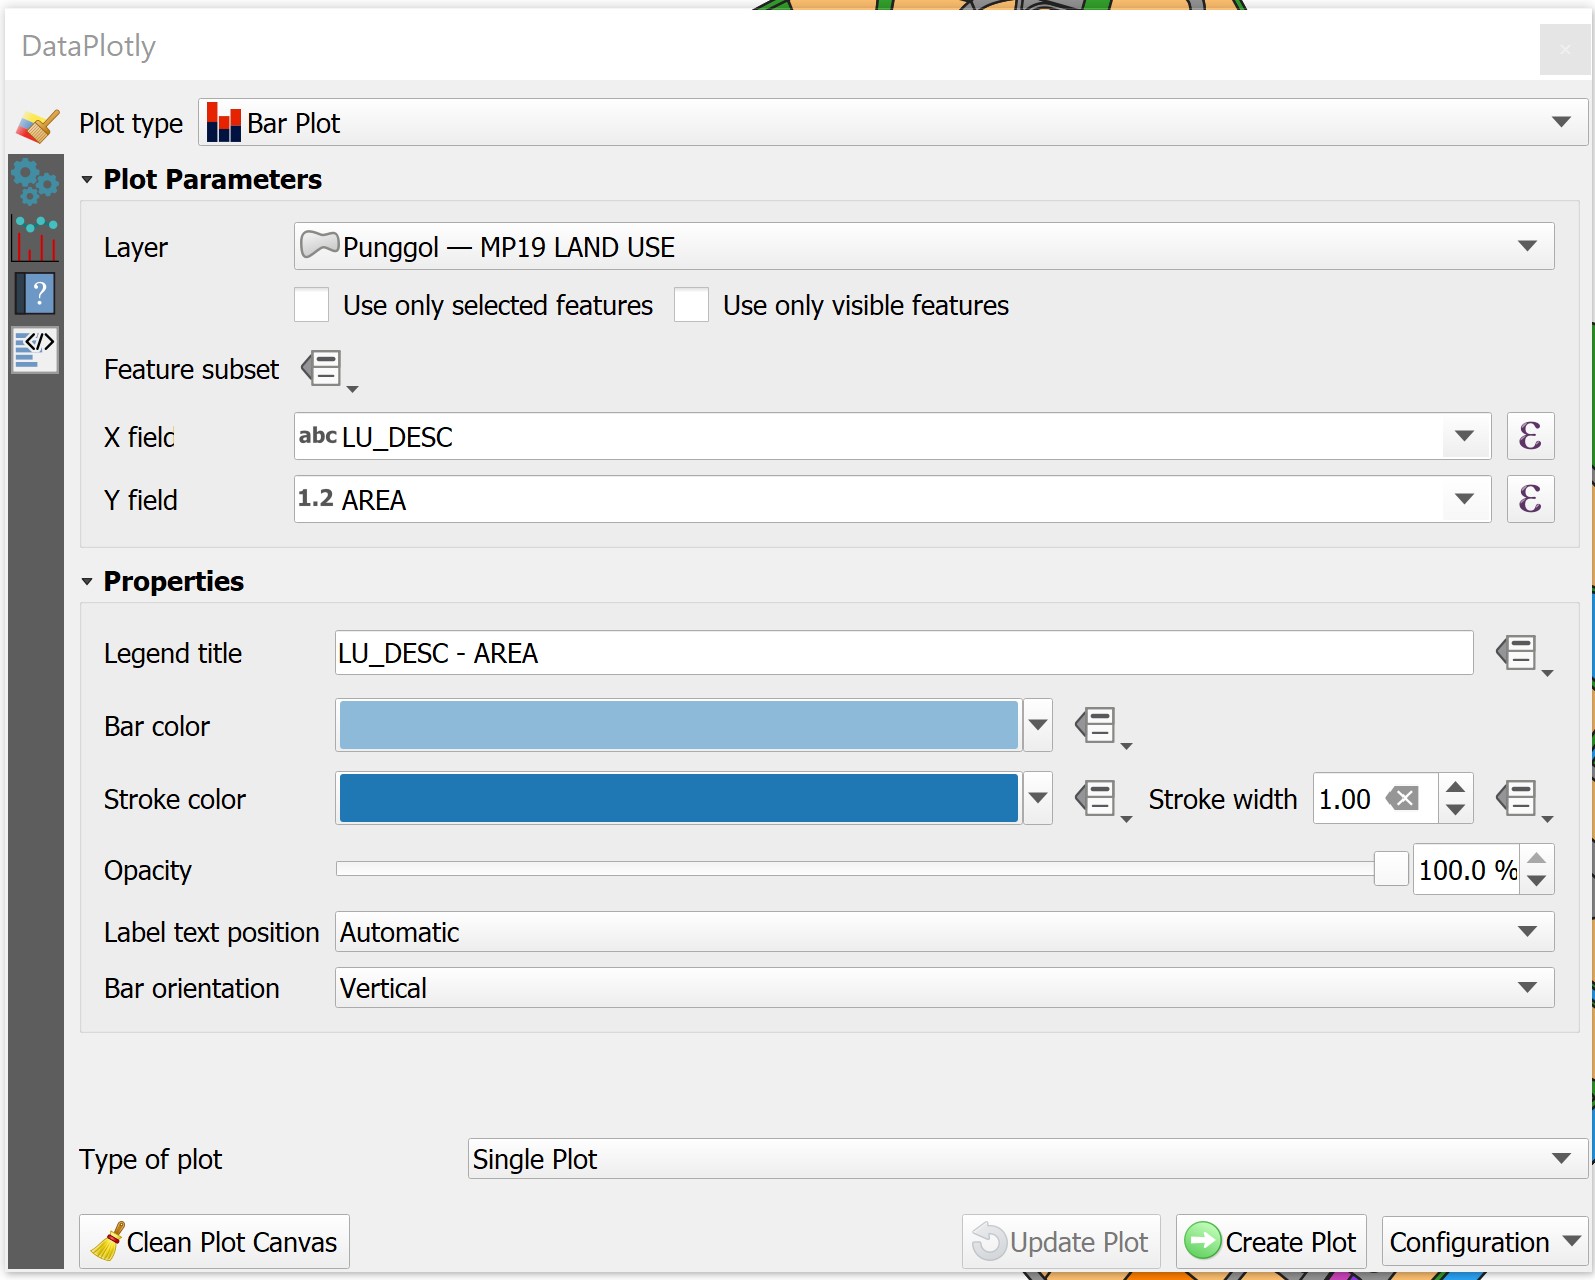 DataPlotly
Plot type Bar Plot
Plot Parameters
Layer Punggol — MP19 LAND USE
Use only selected features Use only visible features
Feature subset
X field abc LU_DESC ε
Y field 1.2 AREA ε
Properties
Legend title LU_DESC - AREA
Bar color
Stroke color Stroke width 1.00
Opacity 100.0 %
Label text position Automatic
Bar orientation Vertical
Type of plot Single Plot
Clean Plot Canvas Update Plot Create Plot Configuration